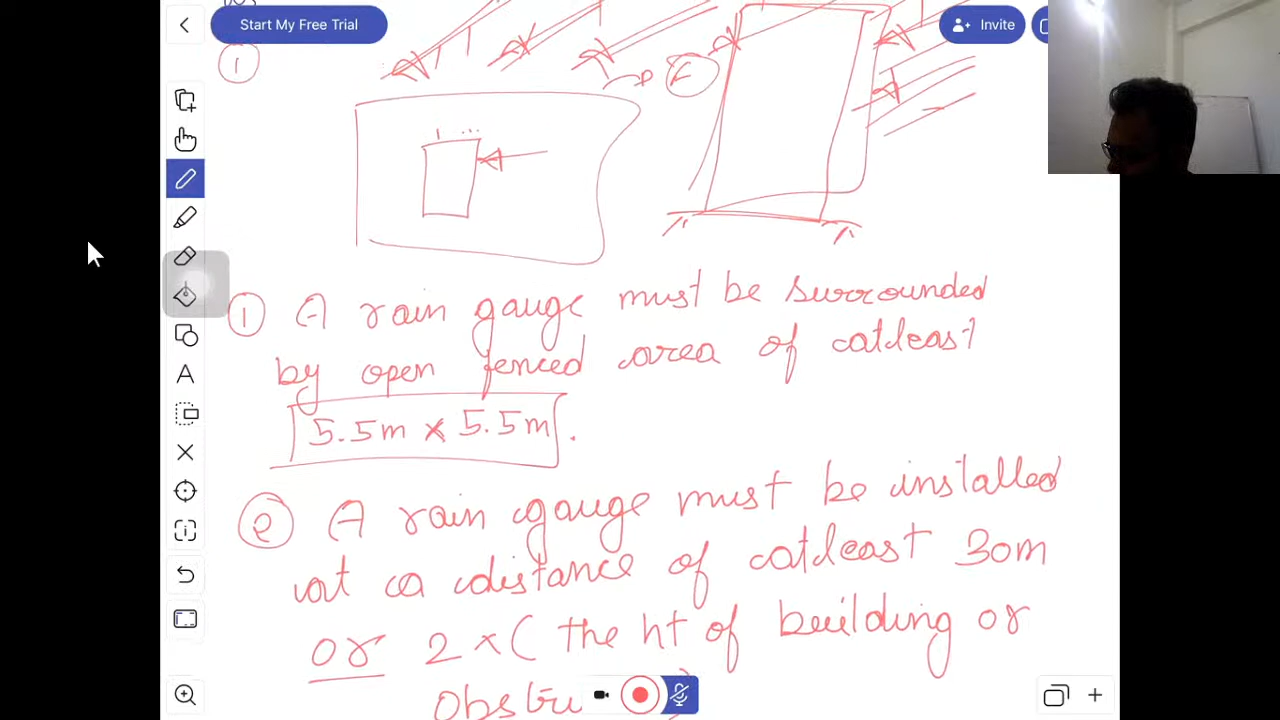 Start My Free Trial
Invite
1
2
① A rain gauge must be surrounded
by open fenced area of atleast
5.5m × 5.5m.
② A rain gauge must be installed
at a distance of atleast 30m
or 2 × ( the ht of building or